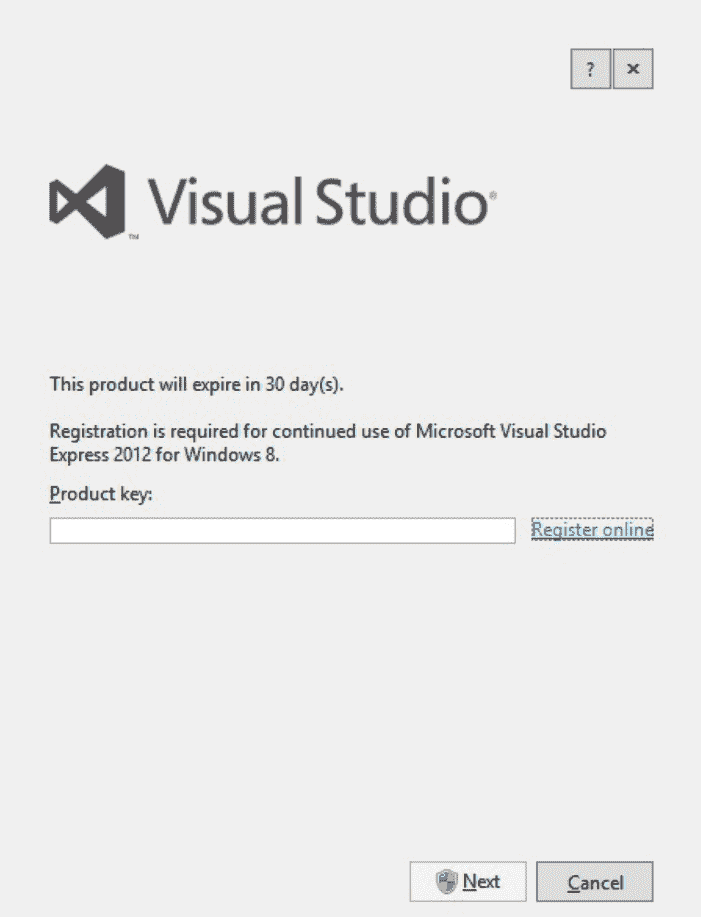 ?
×
Visual Studio®
™
This product will expire in 30 day(s).
Registration is required for continued use of Microsoft Visual Studio
Express 2012 for Windows 8.
Product key:
Register online
Next
Cancel